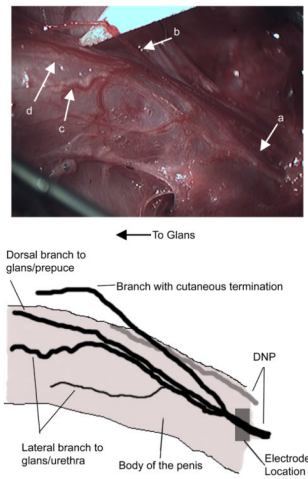 b
d
c
a
To Glans
Dorsal branch to
glans/prepuce
Branch with cutaneous termination
DNP
Lateral branch to
glans/urethra
Body of the penis
Electrode
Location